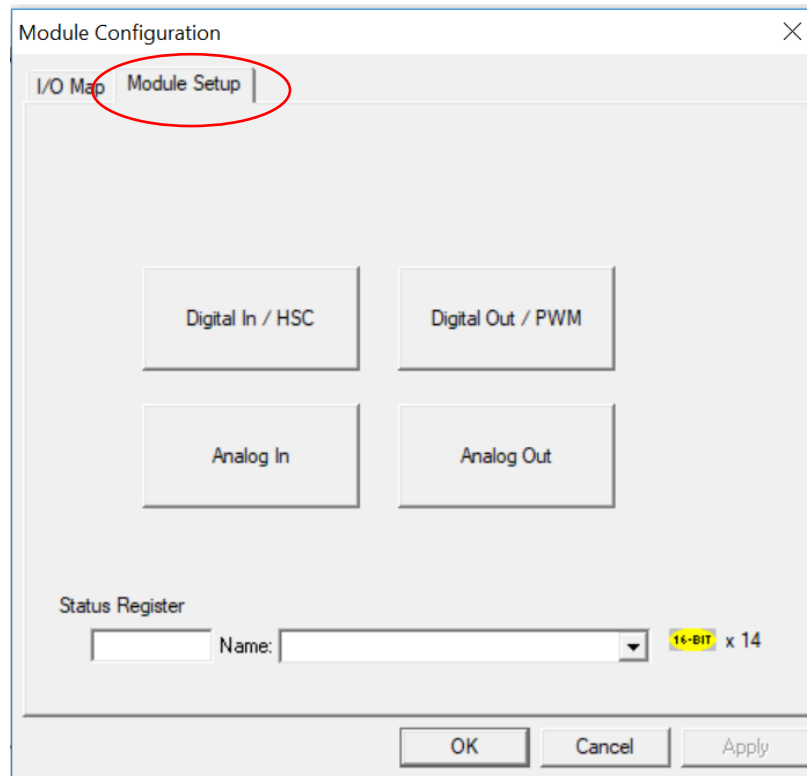 Module Configuration
I/O Map Module Setup
Digital In / HSC Digital Out / PWM
Analog In Analog Out
Status Register
Name: 16-BIT x 14
OK Cancel Apply